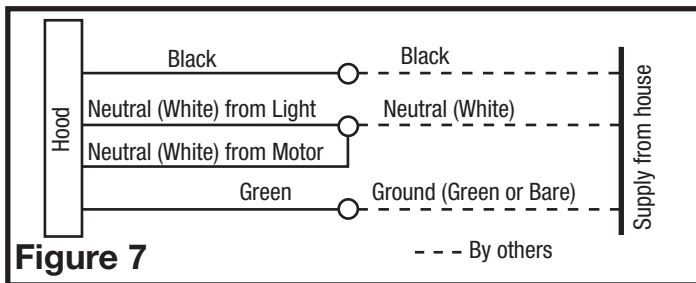 Hood
Black
Black
Neutral (White) from Light
Neutral (White)
Neutral (White) from Motor
Green
Ground (Green or Bare)
Supply from house
Figure 7
By others